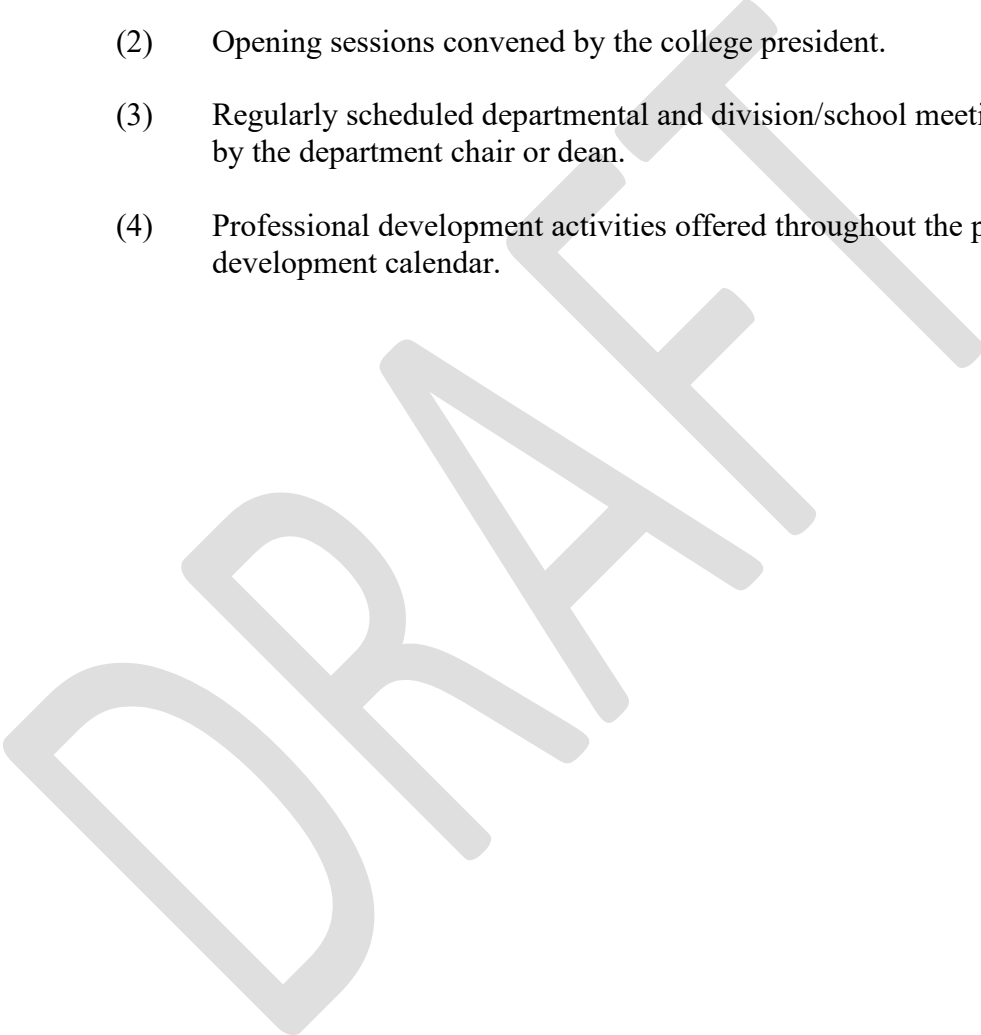 (2) Opening sessions convened by the college president.
(3) Regularly scheduled departmental and division/school
by the department chair or dean.
(4) Professional development activities offered throughout the
development calendar.
DRAFT